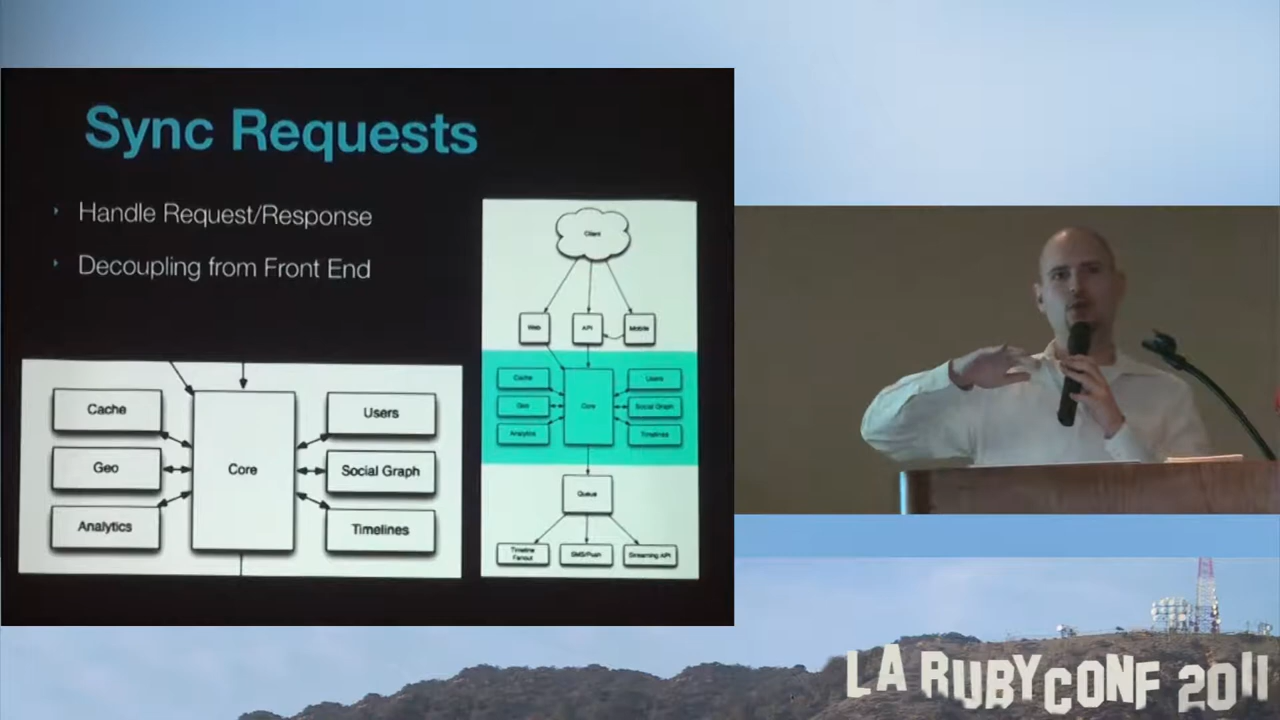 Sync Requests
Handle Request/Response
Decoupling from Front End
Cache
Geo
Analytics
Core
Users
Social Graph
Timelines
Client
Web
API
Mobile
Cache
Geo
Analytics
Core
Users
Social Graph
Timelines
Queue
Timeline
Fanout
SMS/Push
Streaming API
LA RUBYCONF 2011